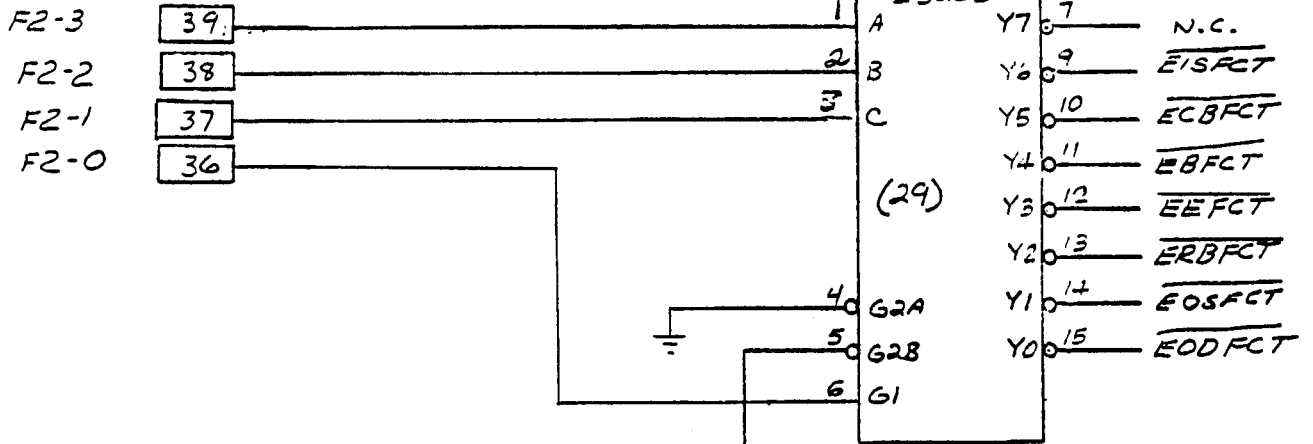 F2-3 39 1 A Y7 7 N.C.
F2-2 38 2 B Y6 9 EISFCT
F2-1 37 3 C Y5 10 ECBFCT
F2-0 36 Y4 11 EBFCT
(29) Y3 12 EEFCT
Y2 13 ERBFCT
4 G2A Y1 14 EOSFCT
5 G2B Y0 15 EODFCT
6 G1